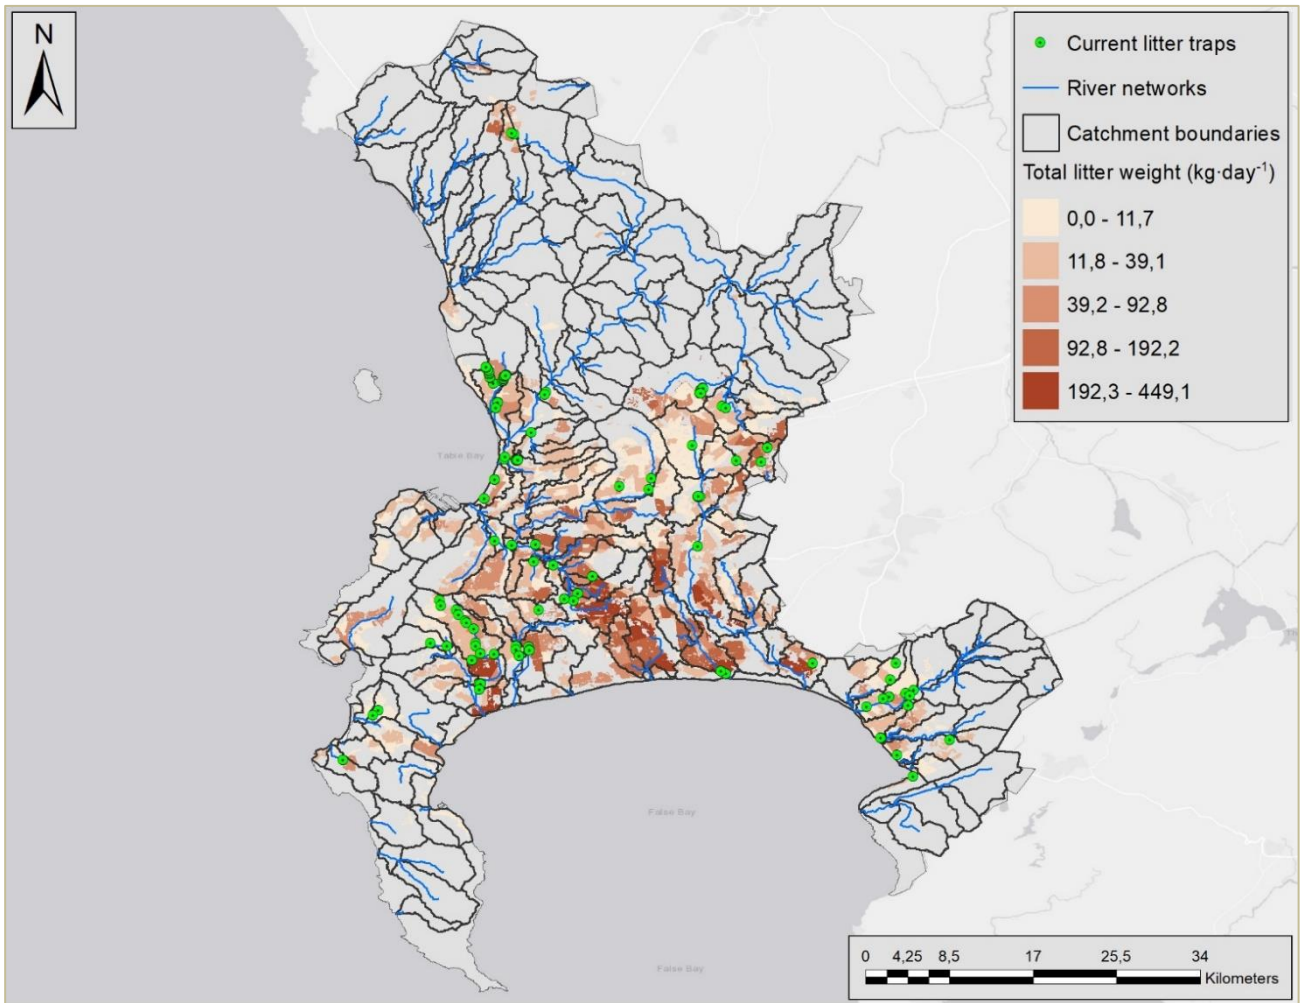 N
Current litter traps
River networks
Catchment boundaries
Total litter weight (kg·day⁻¹)
0,0 - 11,7
11,8 - 39,1
39,2 - 92,8
92,8 - 192,2
192,3 - 449,1
Table Bay
False Bay
False Bay
0 4,25 8,5 17 25,5 34
Kilometers